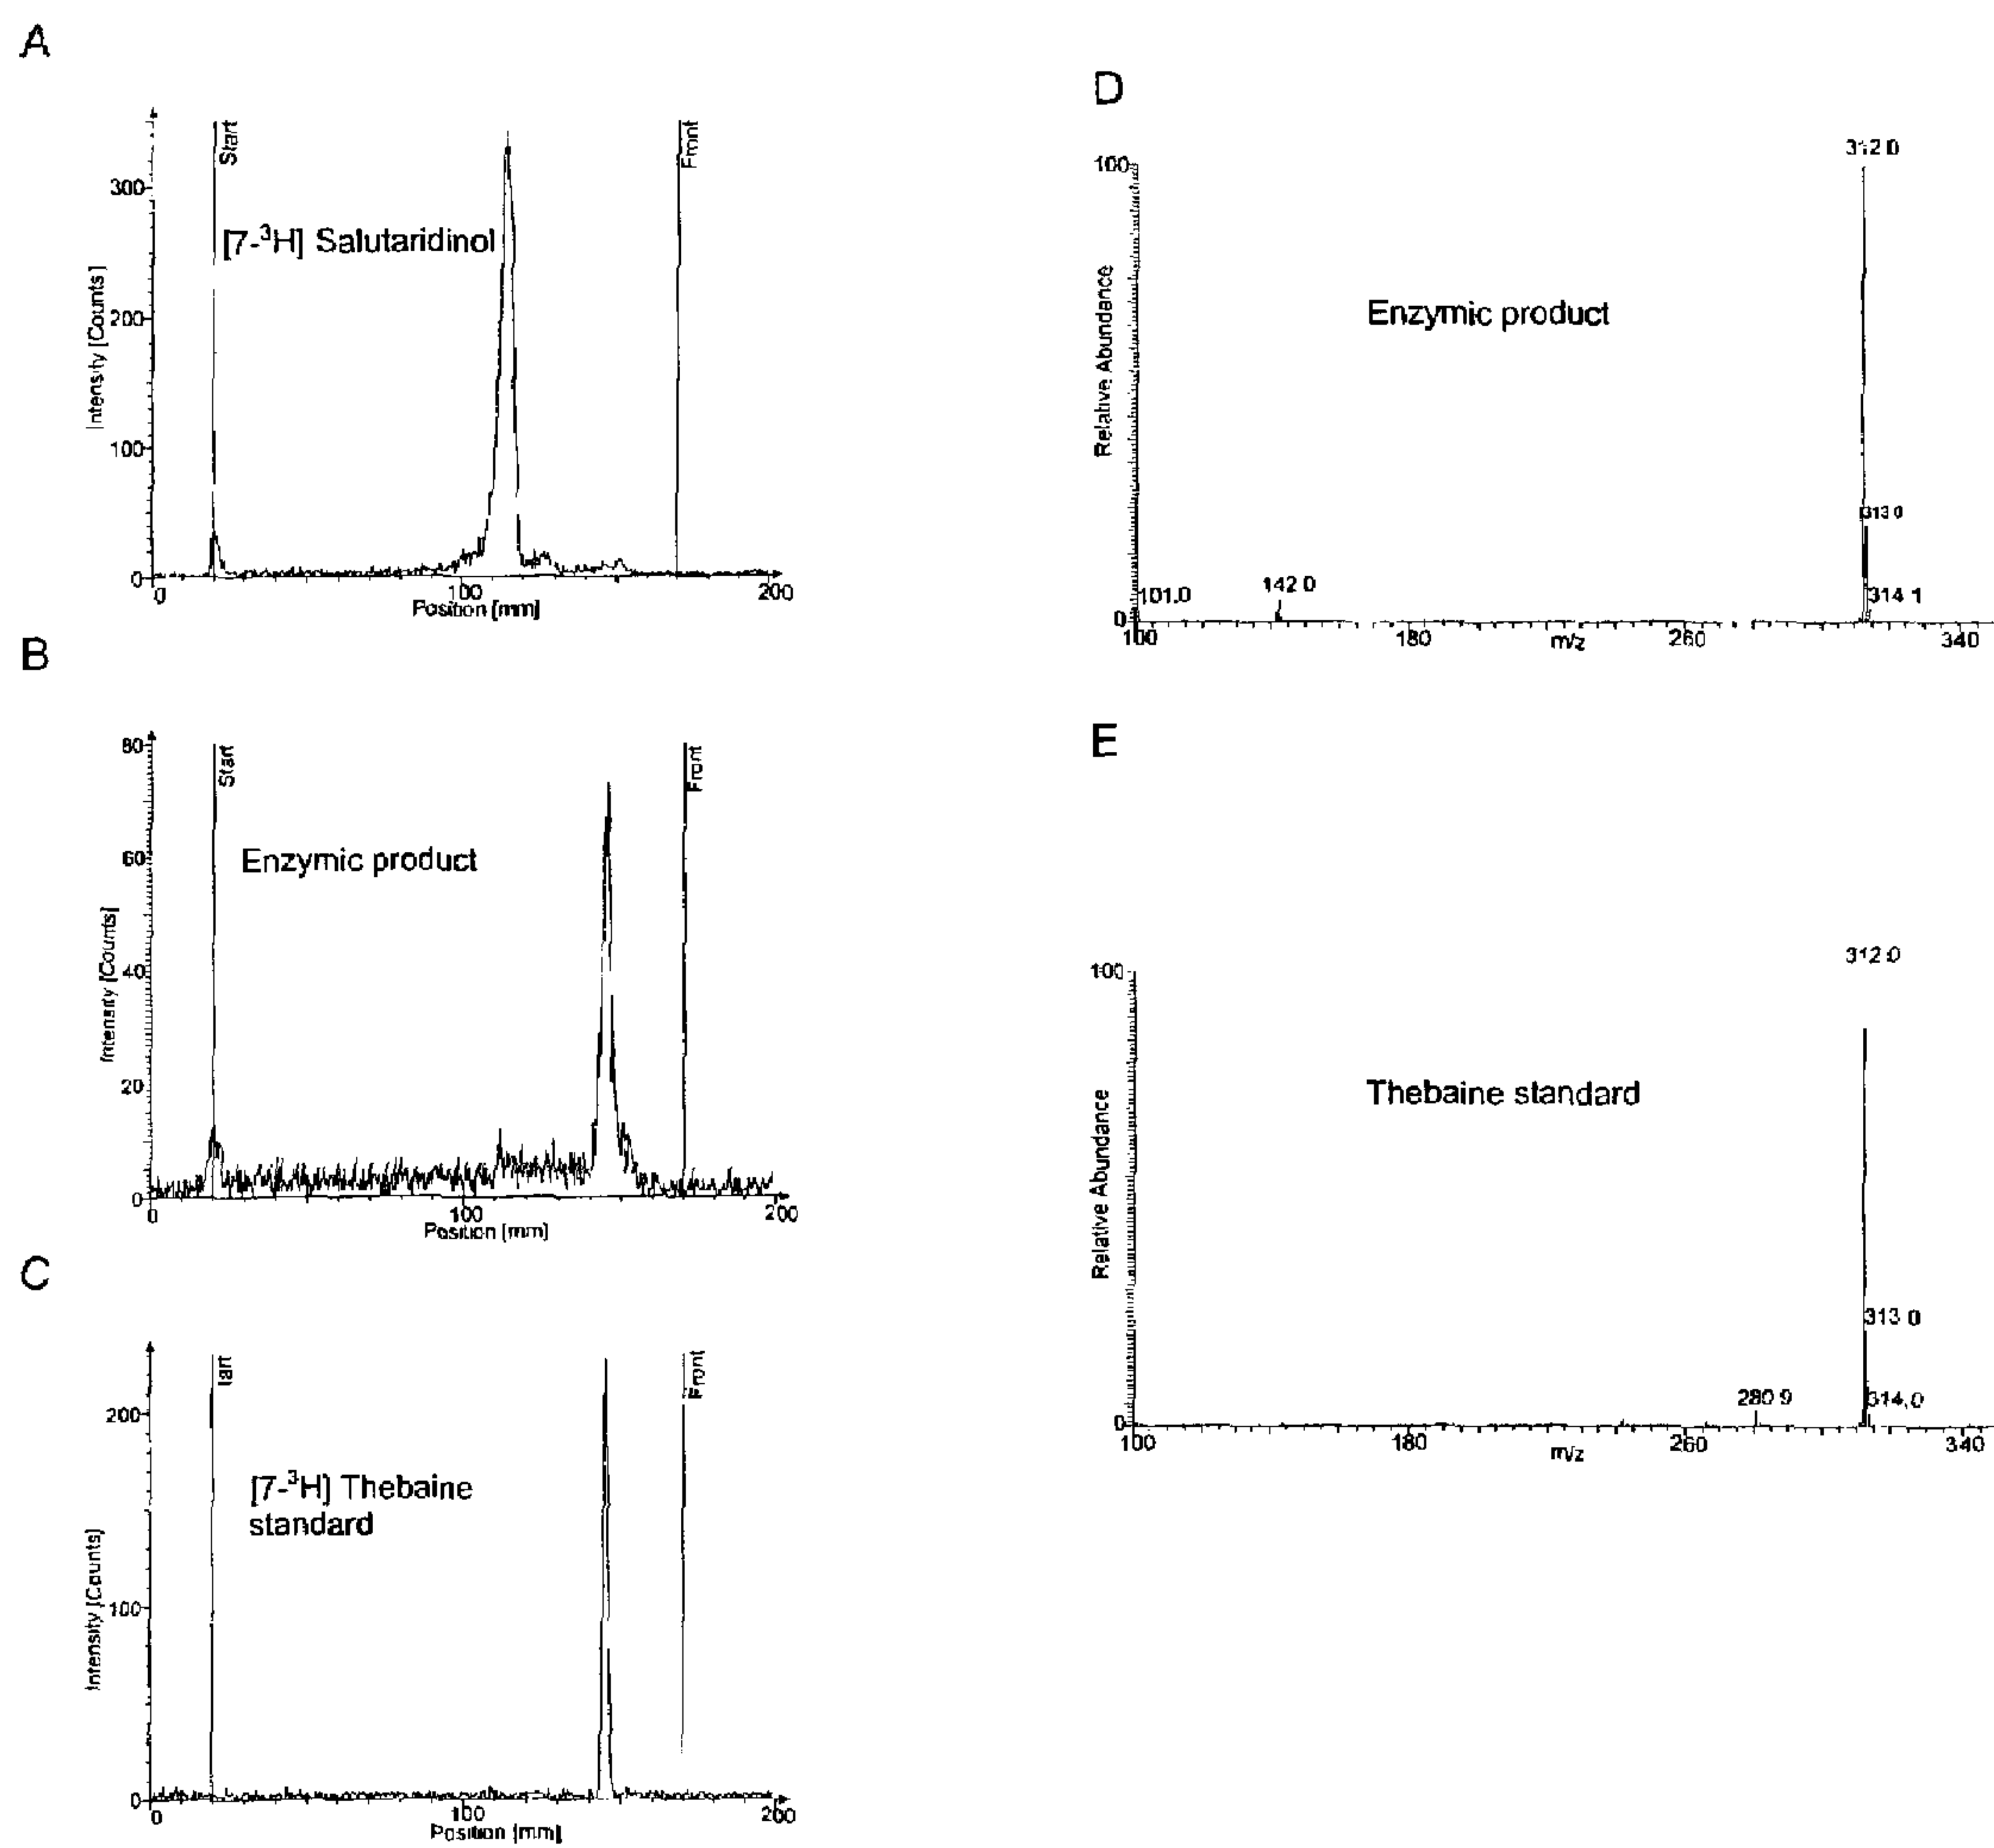 A
Start
Front
300
[7-³H] Salutaridinol
200
100
0
Intensity [Counts]
0 100 200
Position [mm]
B
80
Start
Front
60
Enzymic product
40
20
0
Intensity [Counts]
0 100 200
Position [mm]
C
tart
Front
200
[7-³H] Thebaine
standard
100
0
Intensity [Counts]
0 100 200
Position [mm]
D
312 0
100
Enzymic product
Relative Abundance
313 0
142 0
101.0
314 1
0
100 180 m/z 260 340
E
312 0
100
Thebaine standard
Relative Abundance
313 0
280 9
314.0
0
100 180 m/z 260 340